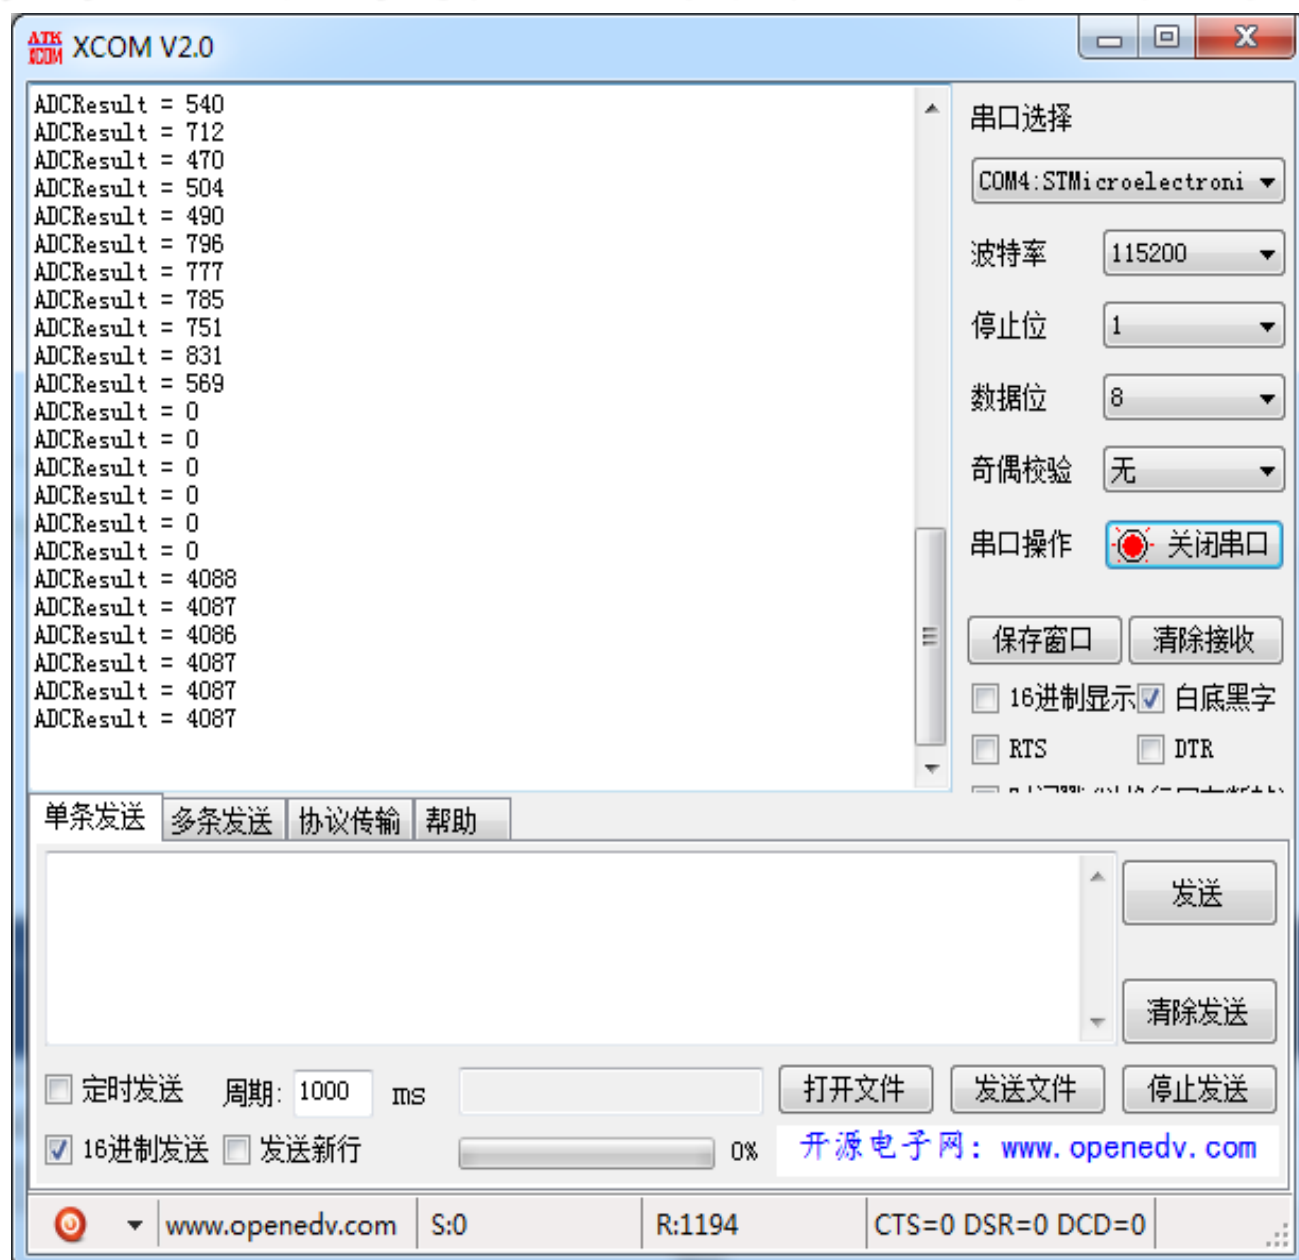 ATK XCOM XCOM V2.0
ADCResult = 540
ADCResult = 712
ADCResult = 470
ADCResult = 504
ADCResult = 490
ADCResult = 796
ADCResult = 777
ADCResult = 785
ADCResult = 751
ADCResult = 831
ADCResult = 569
ADCResult = 0
ADCResult = 0
ADCResult = 0
ADCResult = 0
ADCResult = 0
ADCResult = 0
ADCResult = 4088
ADCResult = 4087
ADCResult = 4086
ADCResult = 4087
ADCResult = 4087
ADCResult = 4087
串口选择
COM4:STMicroelectroni
波特率 115200
停止位 1
数据位 8
奇偶校验 无
串口操作 关闭串口
保存窗口 清除接收
16进制显示 白底黑字
RTS DTR
单条发送 多条发送 协议传输 帮助
发送
清除发送
定时发送 周期: 1000 ms 打开文件 发送文件 停止发送
16进制发送 发送新行 0% 开源电子网: www.openedv.com
www.openedv.com S:0 R:1194 CTS=0 DSR=0 DCD=0